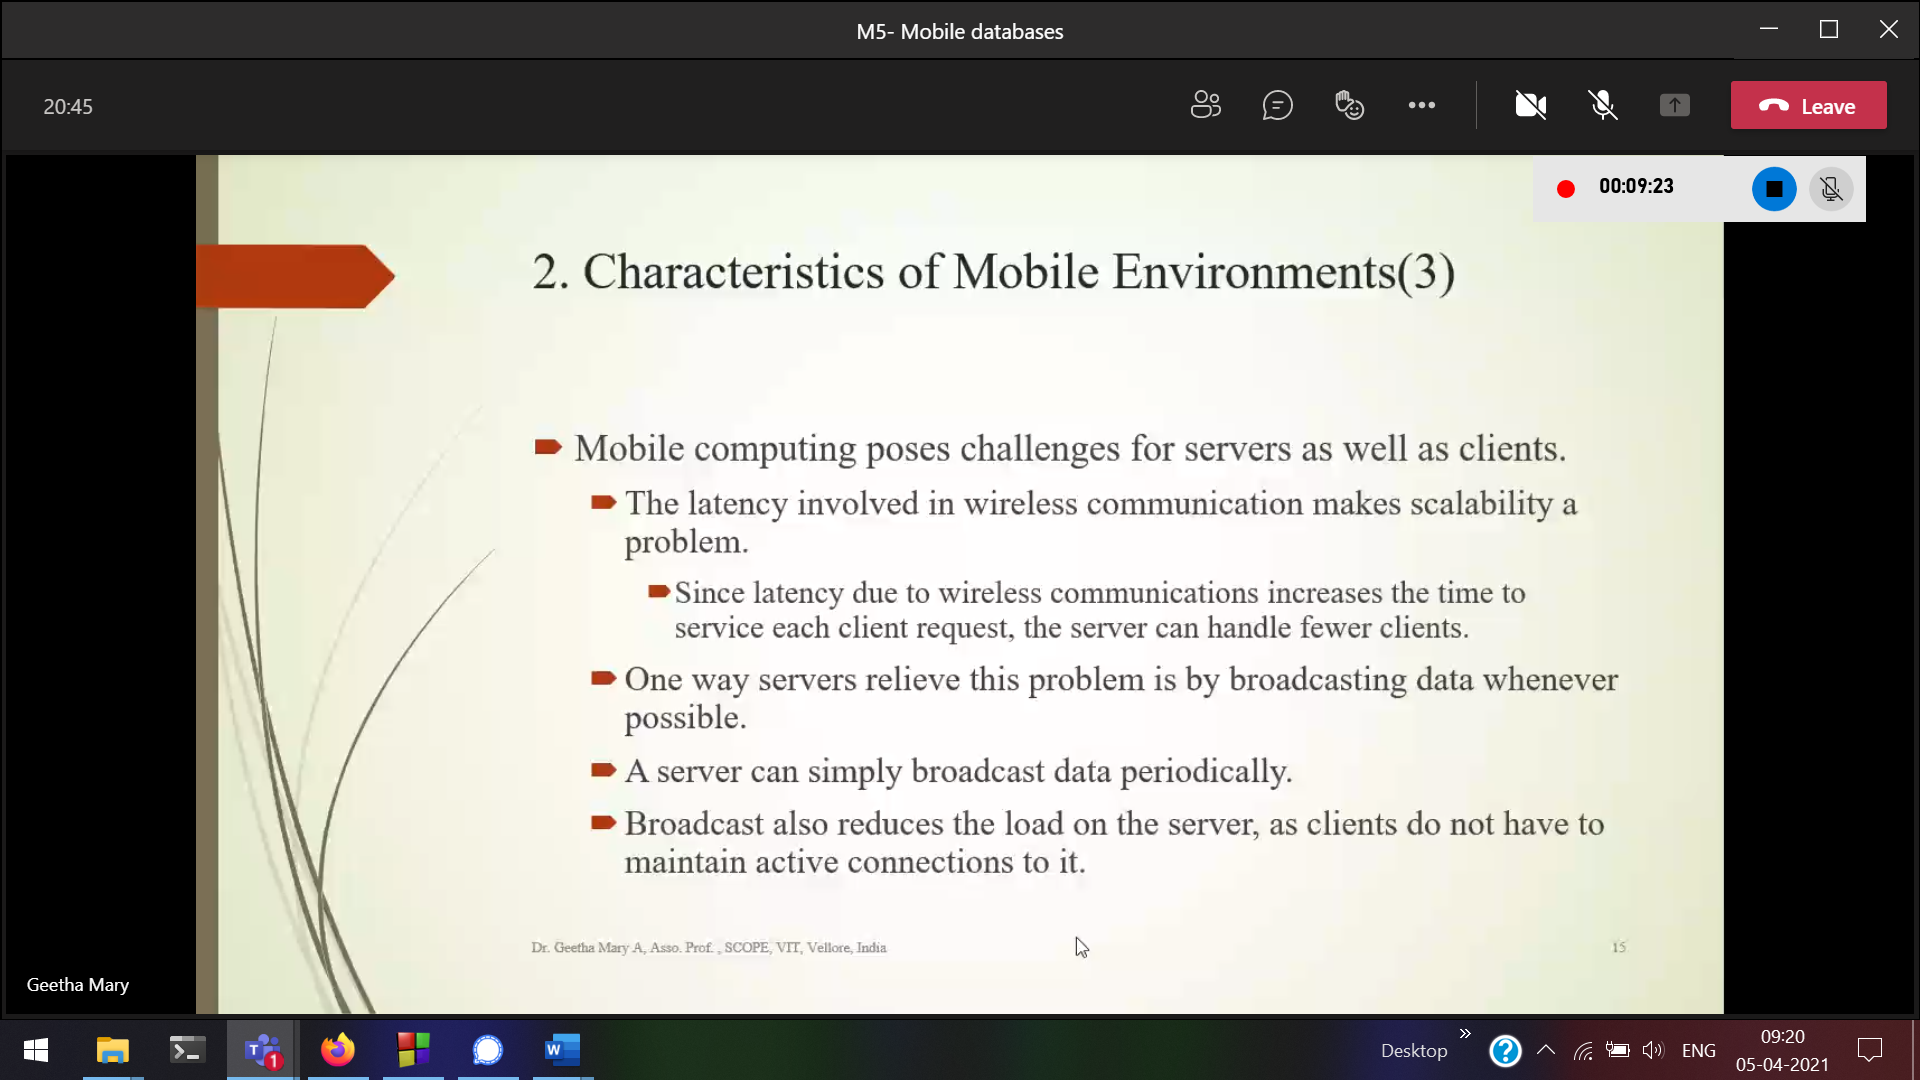 M5- Mobile databases
20:45
Leave
00:09:23
2. Characteristics of Mobile Environments(3)
Mobile computing poses challenges for servers as well as clients.
The latency involved in wireless communication makes scalability a
problem.
Since latency due to wireless communications increases the time to
service each client request, the server can handle fewer clients.
One way servers relieve this problem is by broadcasting data whenever
possible.
A server can simply broadcast data periodically.
Broadcast also reduces the load on the server, as clients do not have to
maintain active connections to it.
Dr. Geetha Mary A, Asso. Prof. , SCOPE, VIT, Vellore, India
15
Geetha Mary
T
1
W
Desktop
»
?
ENG
09:20
05-04-2021